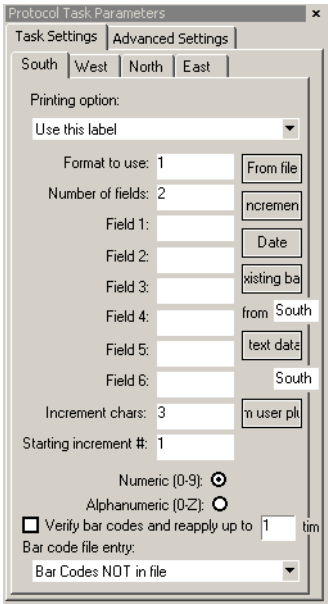 Protocol Task Parameters
Task Settings Advanced Settings
South West North East
Printing option:
Use this label
Format to use: 1 From file
Number of fields: 2
Field 1: ncremen
Field 2: Date
Field 3: xisting ba
Field 4: from South
Field 5: text data
Field 6: South
Increment chars: 3 m user plu
Starting increment #: 1
Numeric (0-9):
Alphanumeric (0-Z):
Verify bar codes and reapply up to 1 tim
Bar code file entry:
Bar Codes NOT in file